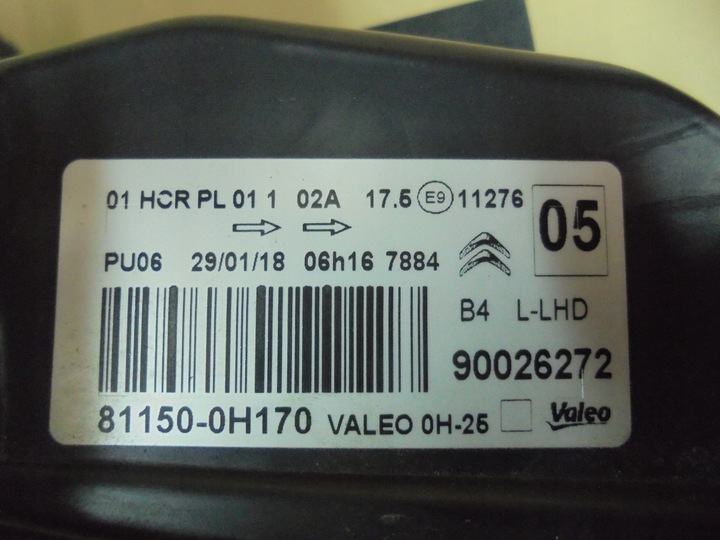 01 HCR PL 01 1 02A 17.5 E9 11276
05
PU06 29/01/18 06h16 7884
B4 L-LHD
90026272
81150-0H170 VALEO 0H-25 Valeo